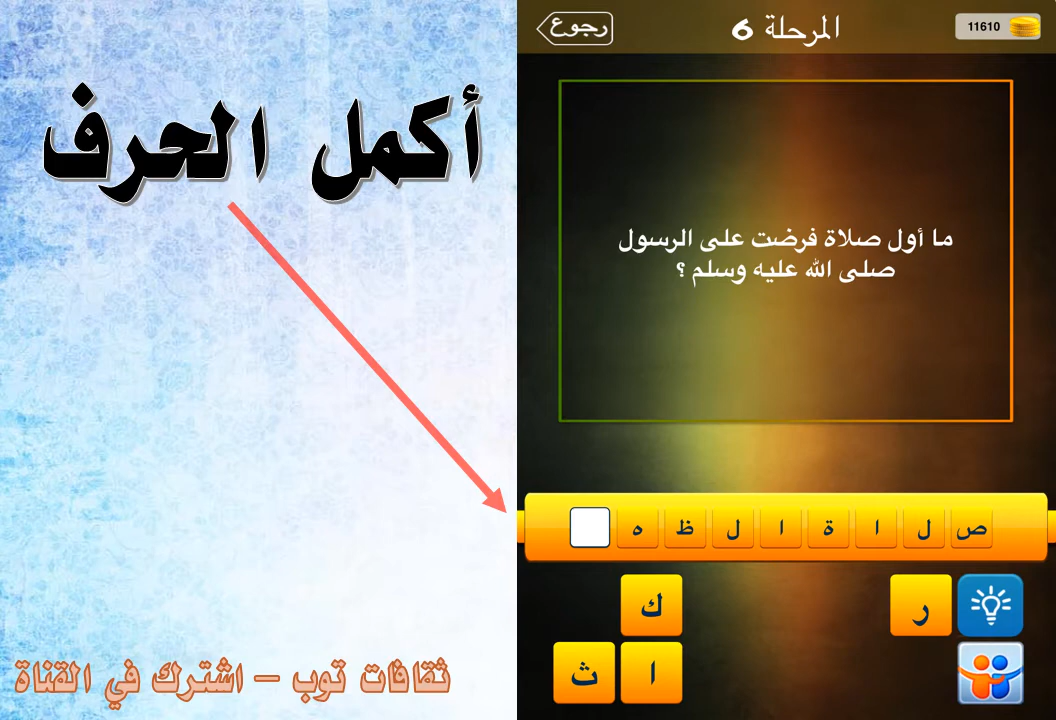 أكمل الحرف
ثقافات توب – اشترك في القناة
رجوع
المرحلة 6
11610
ما أول صلاة فرضت على الرسول
صلى الله عليه وسلم ؟
ص ل ا ة ا ل ظ ه
ر ك
ا ث